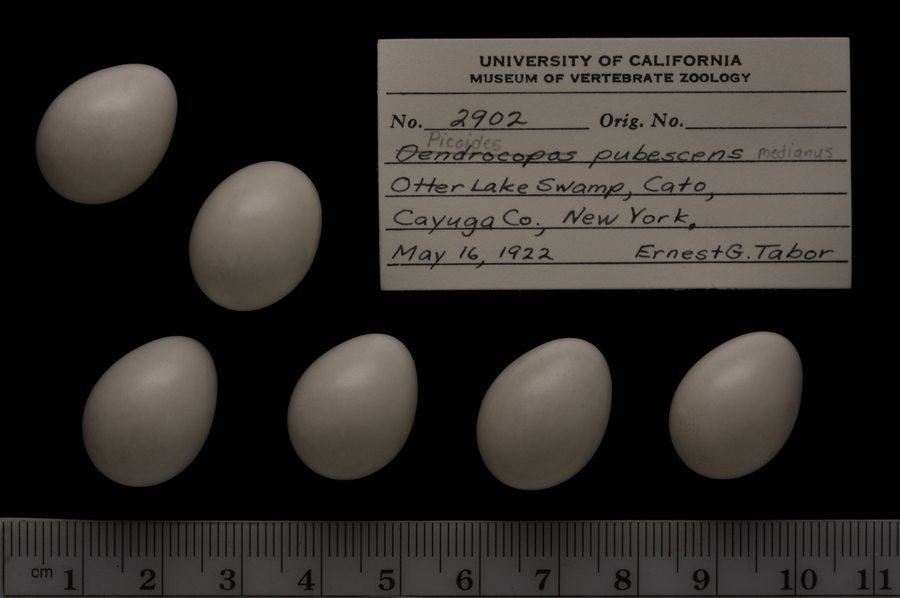 UNIVERSITY OF CALIFORNIA
MUSEUM OF VERTEBRATE ZOOLOGY
No. 2902 Orig. No.
Picoides
Dendrocopos pubescens medianus
Otter Lake Swamp, Cato,
Cayuga Co., New York,
May 16, 1922 Ernest G. Tabor
cm 1 2 3 4 5 6 7 8 9 10 11